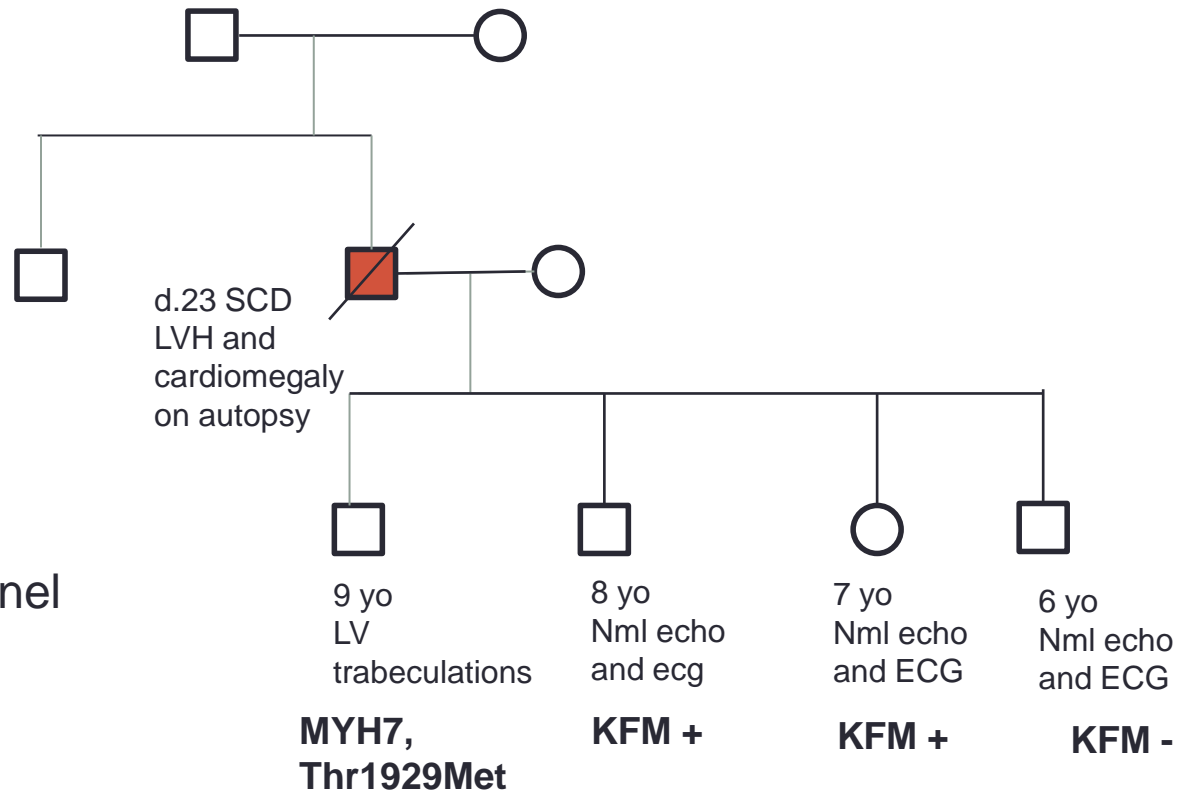 d.23 SCD
LVH and
cardiomegaly
on autopsy
nel
9 yo
LV
trabeculations
MYH7,
Thr1929Met
8 yo
Nml echo
and ecg
KFM +
7 yo
Nml echo
and ECG
KFM +
6 yo
Nml echo
and ECG
KFM -